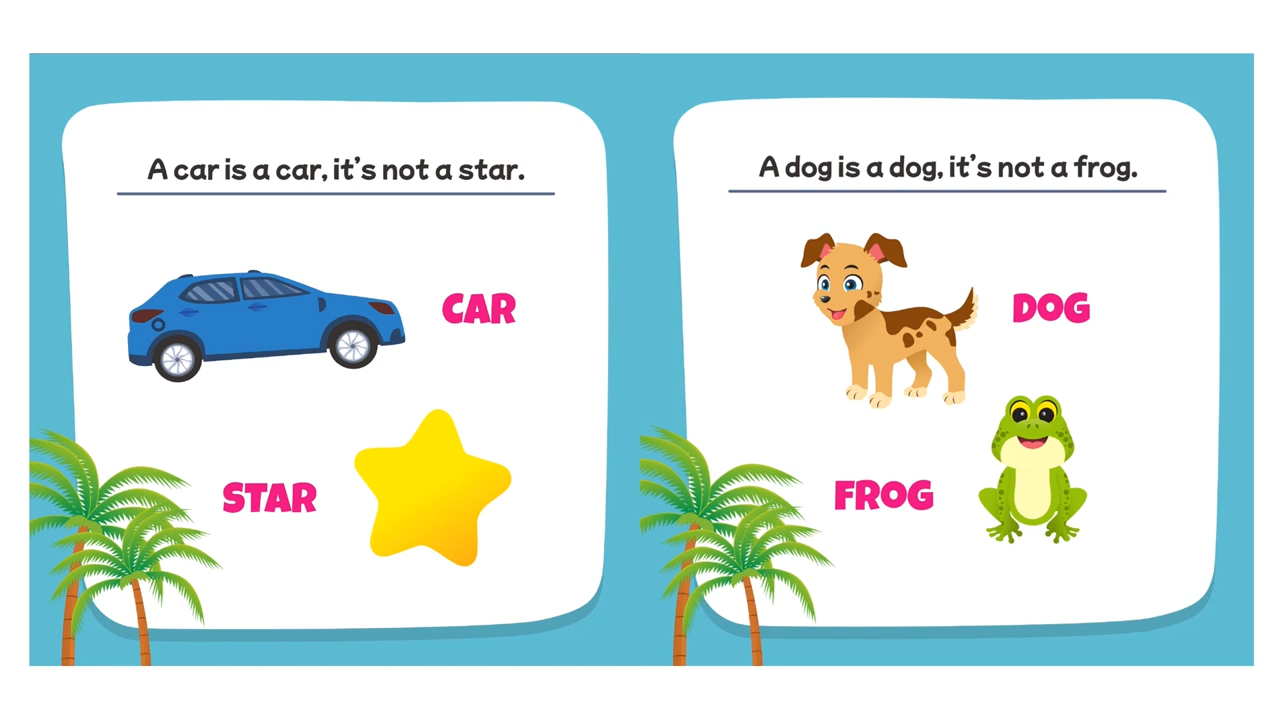 A car is a car, it's not a star.
CAR
STAR
A dog is a dog, it's not a frog.
DOG
FROG